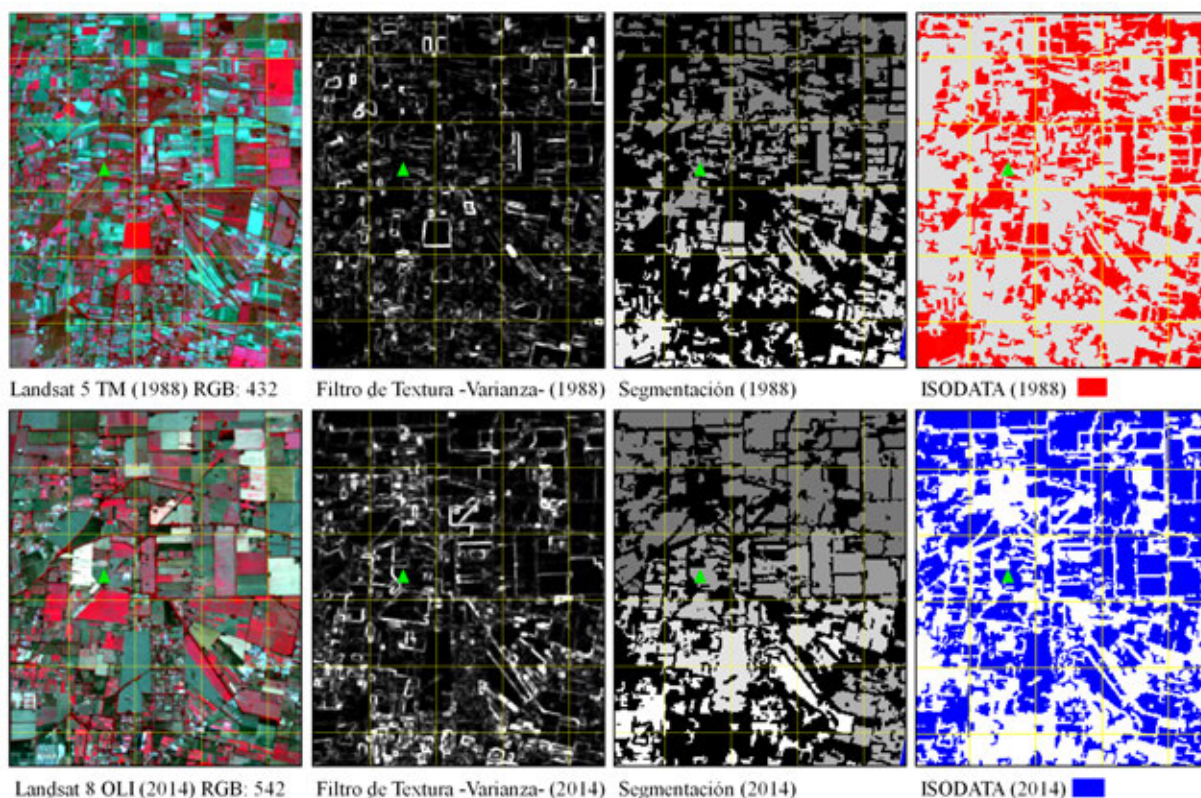 Landsat 5 TM (1988) RGB: 432
Filtro de Textura -Varianza- (1988)
Segmentación (1988)
ISODATA (1988)
Landsat 8 OLI (2014) RGB: 542
Filtro de Textura -Varianza- (2014)
Segmentación (2014)
ISODATA (2014)